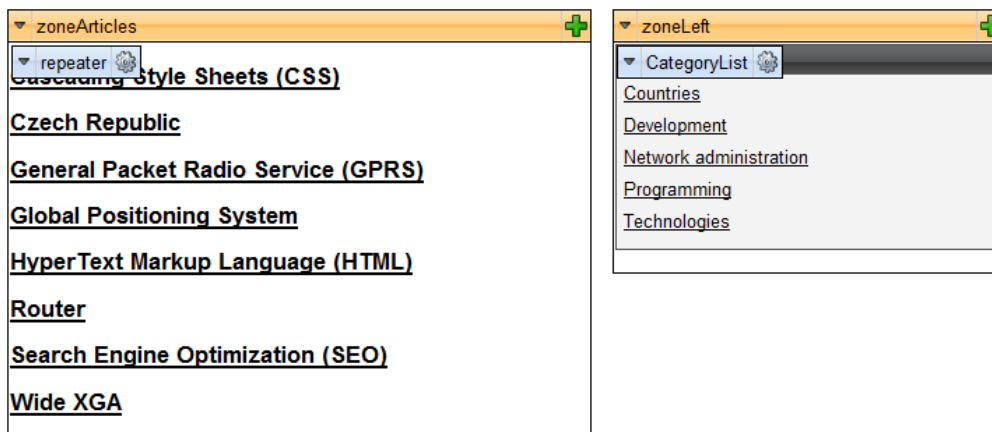 zoneArticles
repeater
Cascading Style Sheets (CSS)
Czech Republic
General Packet Radio Service (GPRS)
Global Positioning System
HyperText Markup Language (HTML)
Router
Search Engine Optimization (SEO)
Wide XGA
zoneLeft
CategoryList
Countries
Development
Network administration
Programming
Technologies